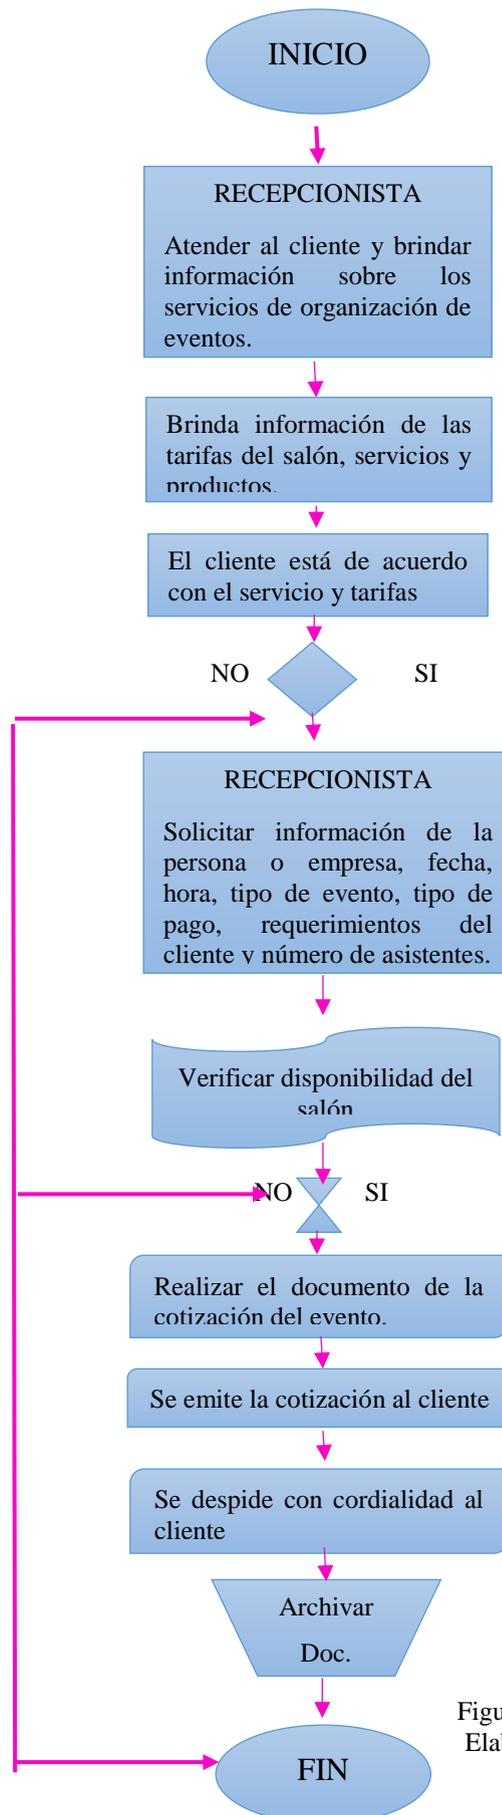 INICIO
RECEPCIONISTA
Atender al cliente y brindar
información sobre los
servicios de organización de
eventos.
Brinda información de las
tarifas del salón, servicios y
productos.
El cliente está de acuerdo
con el servicio y tarifas
NO SI
RECEPCIONISTA
Solicitar información de la
persona o empresa, fecha,
hora, tipo de evento, tipo de
pago, requerimientos del
cliente y número de asistentes.
Verificar disponibilidad del
salón
NO SI
Realizar el documento de la
cotización del evento.
Se emite la cotización al cliente
Se despide con cordialidad al
cliente
Archivar
Doc.
Figu
Elab
FIN